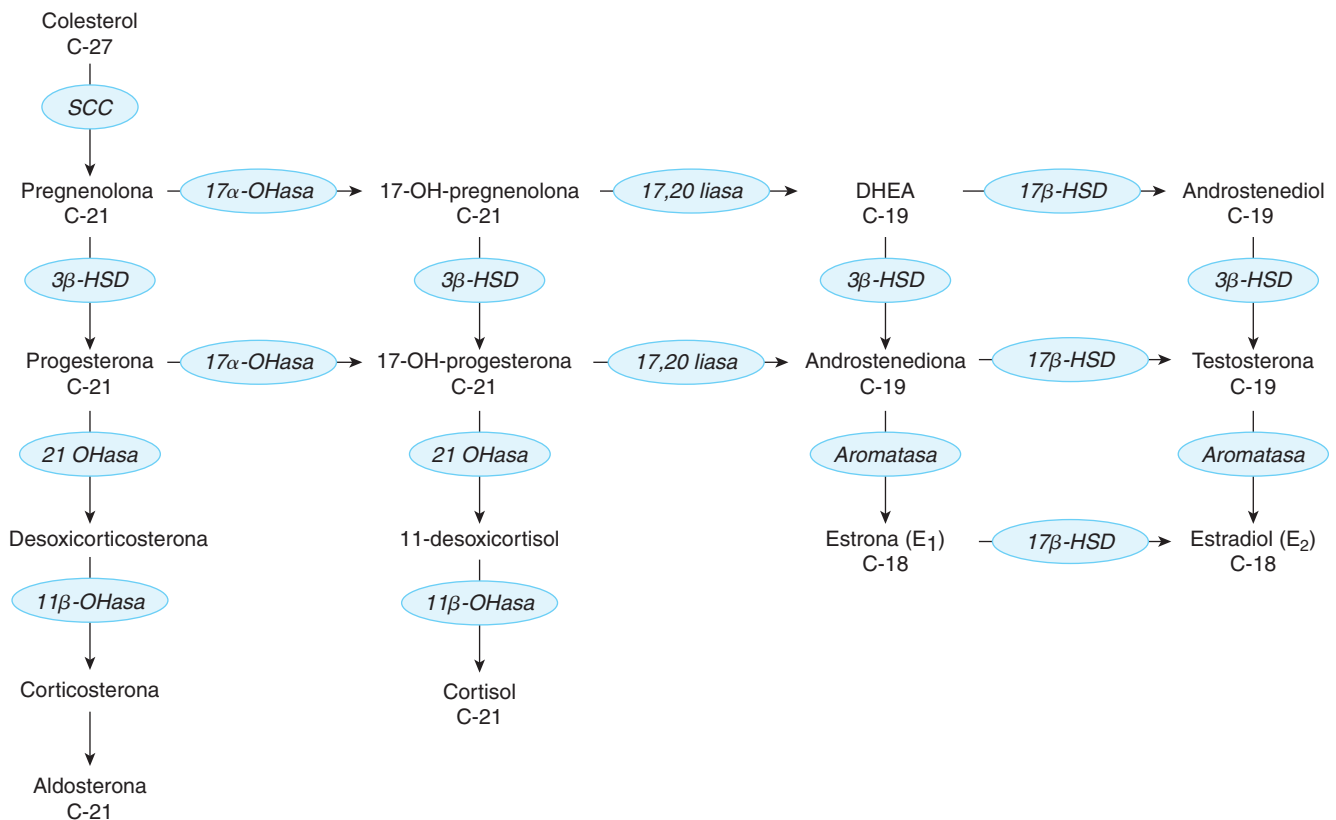 Colesterol
C-27
SCC
Pregnenolona
C-21
17α-OHasa
17-OH-pregnenolona
C-21
17,20 liasa
DHEA
C-19
17β-HSD
Androstenediol
C-19
3β-HSD
3β-HSD
3β-HSD
3β-HSD
Progesterona
C-21
17α-OHasa
17-OH-progesterona
C-21
17,20 liasa
Androstenediona
C-19
17β-HSD
Testosterona
C-19
21 OHasa
21 OHasa
Aromatasa
Aromatasa
Desoxicorticosterona
11-desoxicortisol
Estrona (E1)
C-18
17β-HSD
Estradiol (E2)
C-18
11β-OHasa
11β-OHasa
Corticosterona
Cortisol
C-21
Aldosterona
C-21